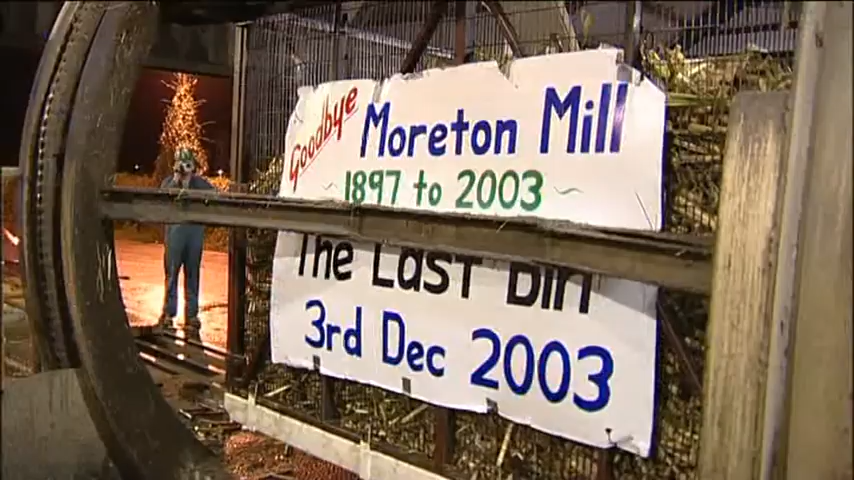 Goodbye Moreton Mill
~ 1897 to 2003 ~
The Last Bin
3rd Dec 2003